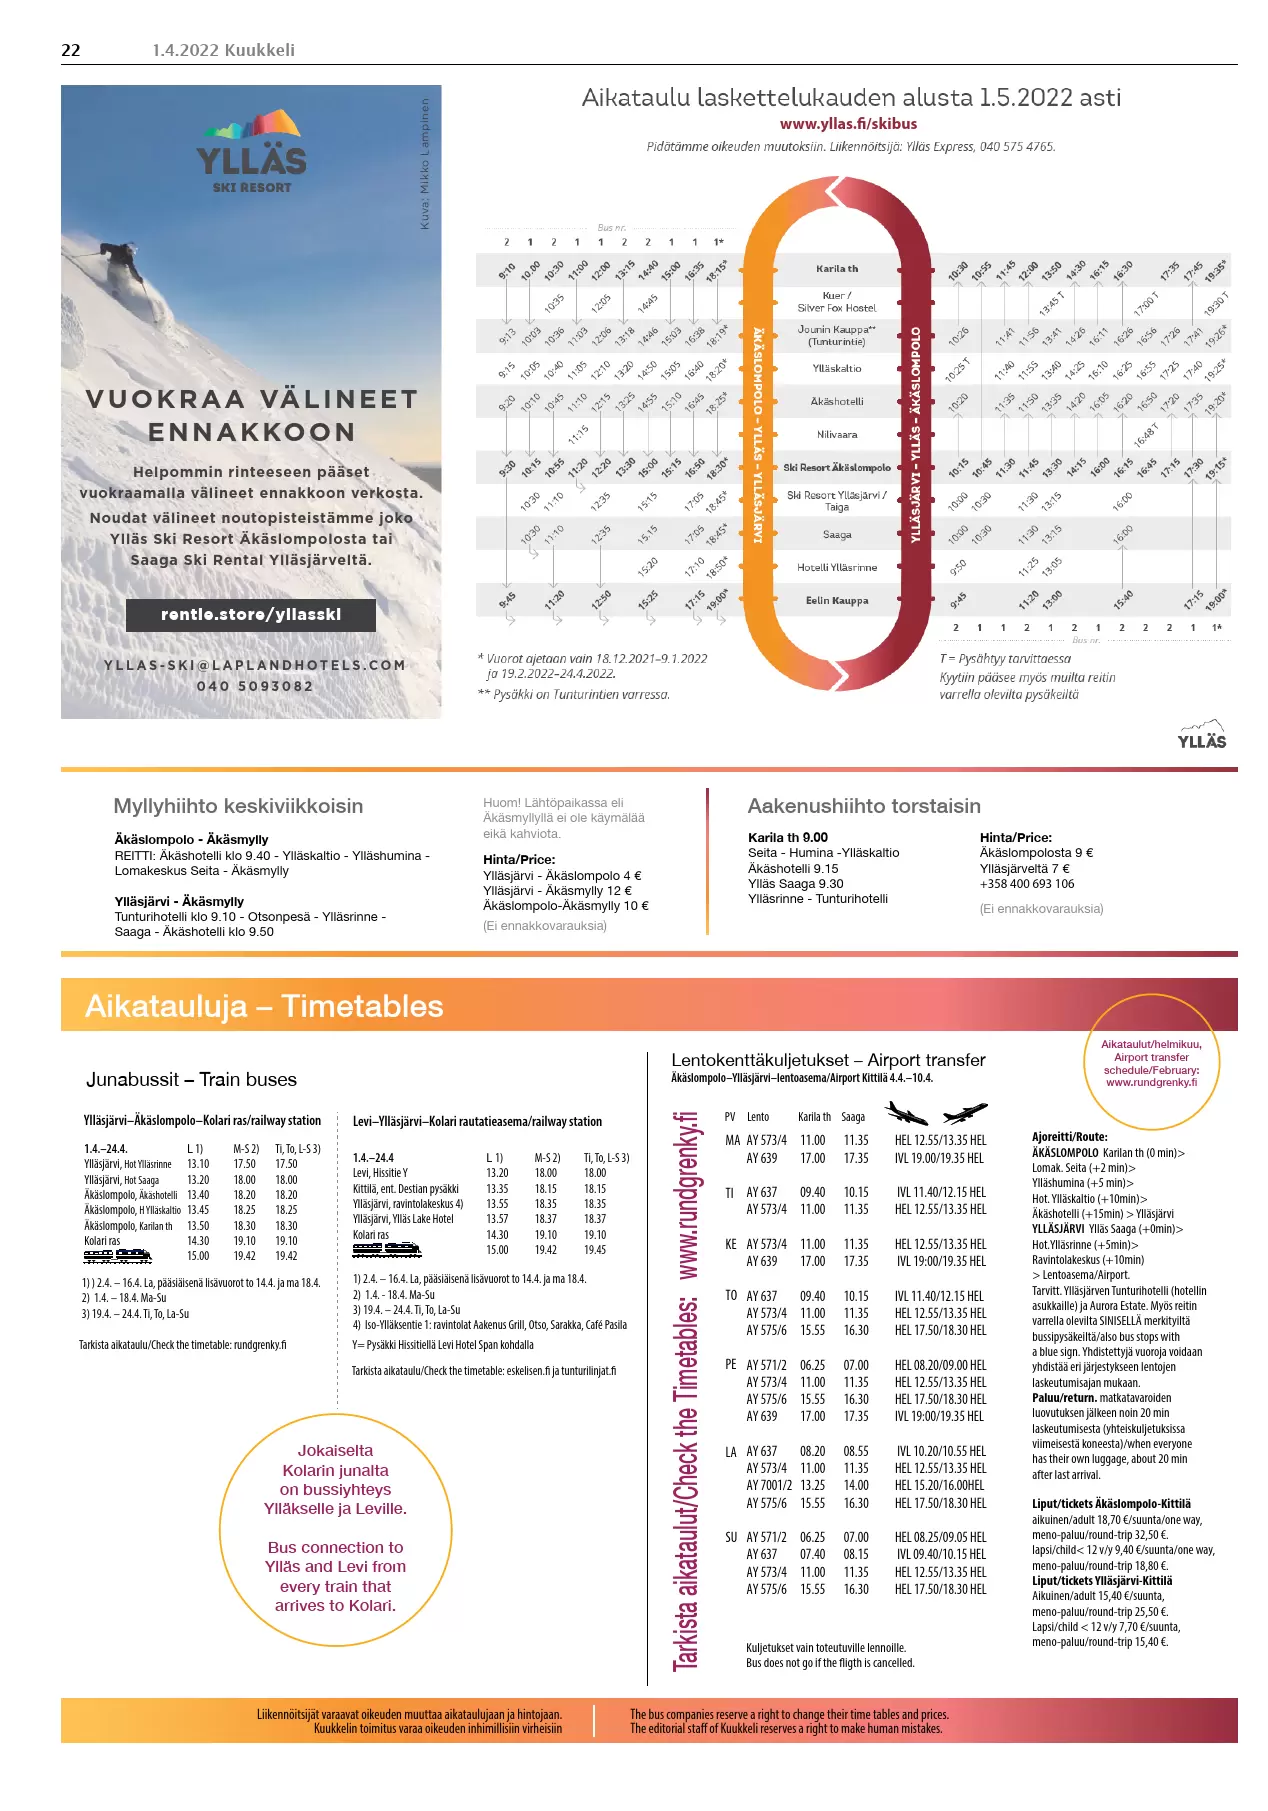 22
1.4.2022 Kuukkeli
Kuva: Mikko Lampinen
YLLÄS
SKI RESORT
VUOKRAA VÄLINEET
ENNAKKOON
Helpommin rinteeseen pääset
vuokraamalla välineet ennakkoon verkosta.
Noudat välineet noutopisteistämme joko
Ylläs Ski Resort Äkäslompolosta tai
Saaga Ski Rental Ylläsjärveltä.
rentle.store/yllasski
YLLAS-SKI@LAPLANDHOTELS.COM
040 5093082
Aikataulu laskettelukauden alusta 1.5.2022 asti
www.yllas.fi/skibus
Pidätämme oikeuden muutoksiin. Liikennöitsijä: Ylläs Express, 040 575 4765.
Bus nr.
2 1 2 1 1 2 2 1 1 1*
9:10 10:00 10:30 11:00 12:00 13:15 14:40 15:00 16:35 18:15* Karila th 10:30 10:55 11:45 12:00 13:50 14:30 16:15 16:30 17:35 17:45 19:35*
10:35 12:05 14:45 Kuer / Silver Fox Hostel 13:45 T 17:00 T 19:30 T
9:13 10:03 10:36 11:03 12:06 13:18 14:46 15:03 16:38 18:19* Jounin Kauppa** (Tunturintie) 10:26 11:41 11:56 13:41 14:26 16:11 16:26 16:56 17:26 17:41 19:26*
9:15 10:05 10:40 11:05 12:10 13:20 14:50 15:05 16:40 18:20* Ylläskaltio 10:25 T 11:40 11:55 13:40 14:25 16:10 16:25 16:55 17:25 17:40 19:25*
9:20 10:10 10:45 11:10 12:15 13:25 14:55 15:10 16:45 18:25* Äkäshotelli 10:20 11:35 11:50 13:35 14:20 16:05 16:20 16:50 17:20 17:35 19:20*
11:15 Nilivaara 16:48 T
9:30 10:15 10:55 11:20 12:20 13:30 15:00 15:15 16:50 18:30* Ski Resort Äkäslompolo 10:15 10:45 11:30 11:45 13:30 14:15 16:00 16:15 16:45 17:15 17:30 19:15*
10:30 11:10 12:35 15:15 17:05 18:45* Ski Resort Ylläsjärvi / Taiga 10:00 10:30 11:30 13:15 16:00
10:30 11:10 12:35 15:15 17:05 18:45* Saaga 10:00 10:30 11:30 13:15 16:00
15:20 17:10 18:50* Hotelli Ylläsrinne 9:50 11:25 13:05
9:45 11:20 12:50 15:25 17:15 19:00* Eelin Kauppa 9:45 11:20 13:00 15:40 17:15 19:00*
ÄKÄSLOMPOLO – YLLÄS – YLLÄSJÄRVI
YLLÄSJÄRVI – YLLÄS – ÄKÄSLOMPOLO
2 1 1 2 1 2 1 2 2 2 1 1*
Bus nr.
* Vuorot ajetaan vain 18.12.2021–9.1.2022
ja 19.2.2022–24.4.2022.
** Pysäkki on Tunturintien varressa.
T = Pysähtyy tarvittaessa
Kyytiin pääsee myös muilta reitin
varrella olevilta pysäkeiltä
YLLÄS
Myllyhiihto keskiviikkoisin
Äkäslompolo - Äkäsmylly
REITTI: Äkäshotelli klo 9.40 - Ylläskaltio - Ylläshumina -
Lomakeskus Seita - Äkäsmylly
Ylläsjärvi - Äkäsmylly
Tunturihotelli klo 9.10 - Otsonpesä - Ylläsrinne -
Saaga - Äkäshotelli klo 9.50
Huom! Lähtöpaikassa eli
Äkäsmyllyllä ei ole käymälää
eikä kahviota.
Hinta/Price:
Ylläsjärvi - Äkäslompolo 4 €
Ylläsjärvi - Äkäsmylly 12 €
Äkäslompolo-Äkäsmylly 10 €
(Ei ennakkovarauksia)
Aakenushiihto torstaisin
Karila th 9.00
Seita - Humina -Ylläskaltio
Äkäshotelli 9.15
Ylläs Saaga 9.30
Ylläsrinne - Tunturihotelli
Hinta/Price:
Äkäslompolosta 9 €
Ylläsjärveltä 7 €
+358 400 693 106
(Ei ennakkovarauksia)
Aikatauluja – Timetables
Aikataulut/helmikuu,
Airport transfer
schedule/February:
www.rundgrenky.fi
Junabussit – Train buses
Ylläsjärvi–Äkäslompolo–Kolari ras/railway station
1.4.–24.4. L 1) M-S 2) Ti, To, L-S 3)
Ylläsjärvi, Hot Ylläsrinne 13.10 17.50 17.50
Ylläsjärvi, Hot Saaga 13.20 18.00 18.00
Äkäslompolo, Äkäshotelli 13.40 18.20 18.20
Äkäslompolo, H Ylläskaltio 13.45 18.25 18.25
Äkäslompolo, Karilan th 13.50 18.30 18.30
Kolari ras 14.30 19.10 19.10
15.00 19.42 19.42
1) ) 2.4. – 16.4. La, pääsiäisenä lisävuorot to 14.4. ja ma 18.4.
2) 1.4. – 18.4. Ma-Su
3) 19.4. – 24.4. Ti, To, La-Su
Tarkista aikataulu/Check the timetable: rundgrenky.fi
Levi–Ylläsjärvi–Kolari rautatieasema/railway station
1.4.–24.4 L 1) M-S 2) Ti, To, L-S 3)
Levi, Hissitie Y 13.20 18.00 18.00
Kittilä, ent. Destian pysäkki 13.35 18.15 18.15
Ylläsjärvi, ravintolakeskus 4) 13.55 18.35 18.35
Ylläsjärvi, Ylläs Lake Hotel 13.57 18.37 18.37
Kolari ras 14.30 19.10 19.10
15.00 19.42 19.45
1) 2.4. – 16.4. La, pääsiäisenä lisävuorot to 14.4. ja ma 18.4.
2) 1.4. - 18.4. Ma-Su
3) 19.4. – 24.4. Ti, To, La-Su
4) Iso-Ylläksentie 1: ravintolat Aakenus Grill, Otso, Sarakka, Café Pasila
Y= Pysäkki Hissitiellä Levi Hotel Span kohdalla
Tarkista aikataulu/Check the timetable: eskelisen.fi ja tunturilinjat.fi
Jokaiselta
Kolarin junalta
on bussiyhteys
Ylläkselle ja Leville.
Bus connection to
Ylläs and Levi from
every train that
arrives to Kolari.
Lentokenttäkuljetukset – Airport transfer
Äkäslompolo–Ylläsjärvi–lentoasema/Airport Kittilä 4.4.–10.4.
Tarkista aikataulut/Check the Timetables: www.rundgrenky.fi
PV Lento Karila th Saaga
MA AY 573/4 11.00 11.35 HEL 12.55/13.35 HEL
AY 639 17.00 17.35 IVL 19.00/19.35 HEL
TI AY 637 09.40 10.15 IVL 11.40/12.15 HEL
AY 573/4 11.00 11.35 HEL 12.55/13.35 HEL
KE AY 573/4 11.00 11.35 HEL 12.55/13.35 HEL
AY 639 17.00 17.35 IVL 19:00/19.35 HEL
TO AY 637 09.40 10.15 IVL 11.40/12.15 HEL
AY 573/4 11.00 11.35 HEL 12.55/13.35 HEL
AY 575/6 15.55 16.30 HEL 17.50/18.30 HEL
PE AY 571/2 06.25 07.00 HEL 08.20/09.00 HEL
AY 573/4 11.00 11.35 HEL 12.55/13.35 HEL
AY 575/6 15.55 16.30 HEL 17.50/18.30 HEL
AY 639 17.00 17.35 IVL 19:00/19.35 HEL
LA AY 637 08.20 08.55 IVL 10.20/10.55 HEL
AY 573/4 11.00 11.35 HEL 12.55/13.35 HEL
AY 7001/2 13.25 14.00 HEL 15.20/16.00HEL
AY 575/6 15.55 16.30 HEL 17.50/18.30 HEL
SU AY 571/2 06.25 07.00 HEL 08.25/09.05 HEL
AY 637 07.40 08.15 IVL 09.40/10.15 HEL
AY 573/4 11.00 11.35 HEL 12.55/13.35 HEL
AY 575/6 15.55 16.30 HEL 17.50/18.30 HEL
Kuljetukset vain toteutuville lennoille.
Bus does not go if the fligth is cancelled.
Ajoreitti/Route:
ÄKÄSLOMPOLO Karilan th (0 min)>
Lomak. Seita (+2 min)>
Ylläshumina (+5 min)>
Hot. Ylläskaltio (+10min)>
Äkäshotelli (+15min) > Ylläsjärvi
YLLÄSJÄRVI Ylläs Saaga (+0min)>
Hot.Ylläsrinne (+5min)>
Ravintolakeskus (+10min)
> Lentoasema/Airport.
Tarvitt. Ylläsjärven Tunturihotelli (hotellin
asukkaille) ja Aurora Estate. Myös reitin
varrella olevilta SINISELLÄ merkityiltä
bussipysäkeiltä/also bus stops with
a blue sign. Yhdistettyjä vuoroja voidaan
yhdistää eri järjestykseen lentojen
laskeutumisajan mukaan.
Paluu/return. matkatavaroiden
luovutuksen jälkeen noin 20 min
laskeutumisesta (yhteiskuljetuksissa
viimeisestä koneesta)/when everyone
has their own luggage, about 20 min
after last arrival.
Liput/tickets Äkäslompolo-Kittilä
aikuinen/adult 18,70 €/suunta/one way,
meno-paluu/round-trip 32,50 €.
lapsi/child< 12 v/y 9,40 €/suunta/one way,
meno-paluu/round-trip 18,80 €.
Liput/tickets Ylläsjärvi-Kittilä
Aikuinen/adult 15,40 €/suunta,
meno-paluu/round-trip 25,50 €.
Lapsi/child < 12 v/y 7,70 €/suunta,
meno-paluu/round-trip 15,40 €.
Liikennöitsijät varaavat oikeuden muuttaa aikataulujaan ja hintojaan.
Kuukkelin toimitus varaa oikeuden inhimillisiin virheisiin
The bus companies reserve a right to change their time tables and prices.
The editorial staff of Kuukkeli reserves a right to make human mistakes.